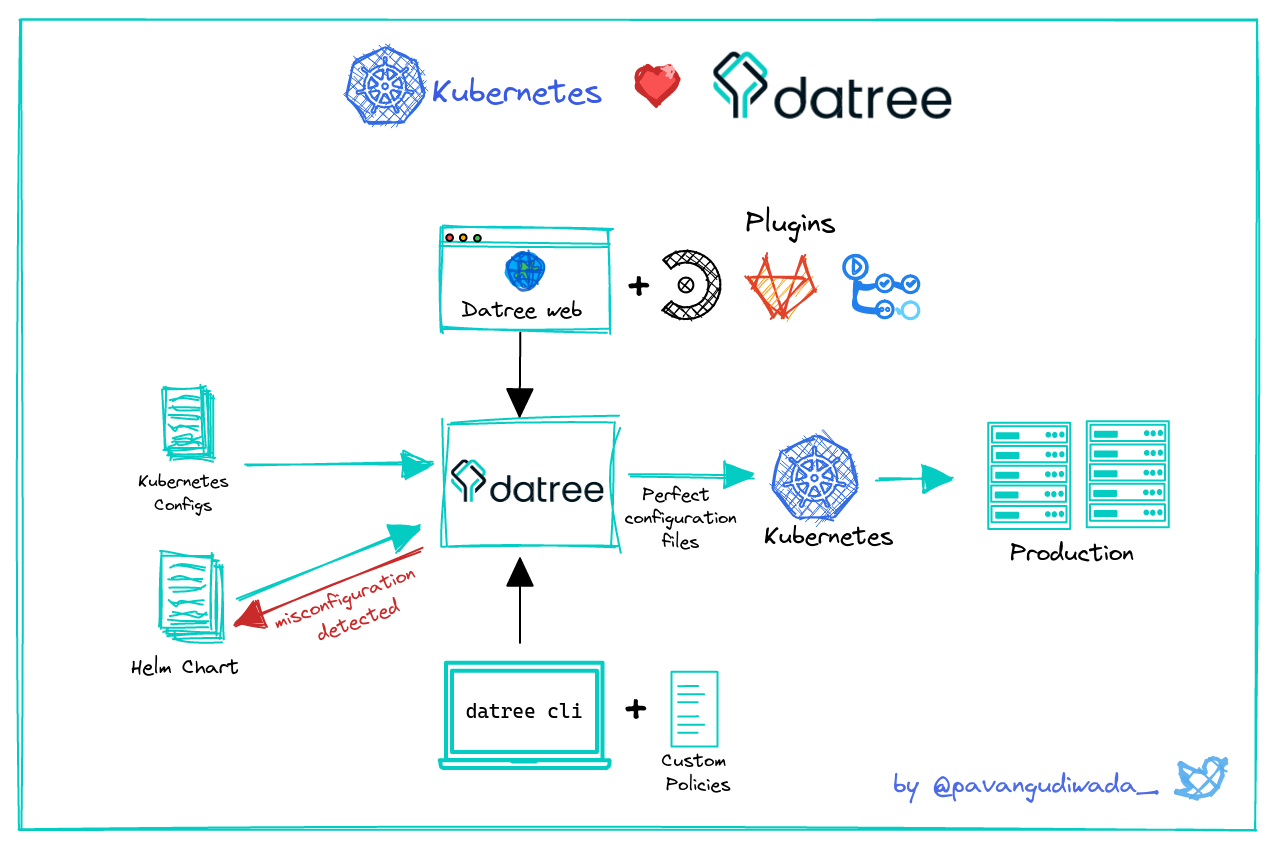 Kubernetes
datree
Plugins
Datree web
Kubernetes
Configs
datree
Perfect
configuration
files
Kubernetes
Production
misconfiguration
detected
Helm Chart
datree cli
Custom
Policies
by @pavangudiwada_